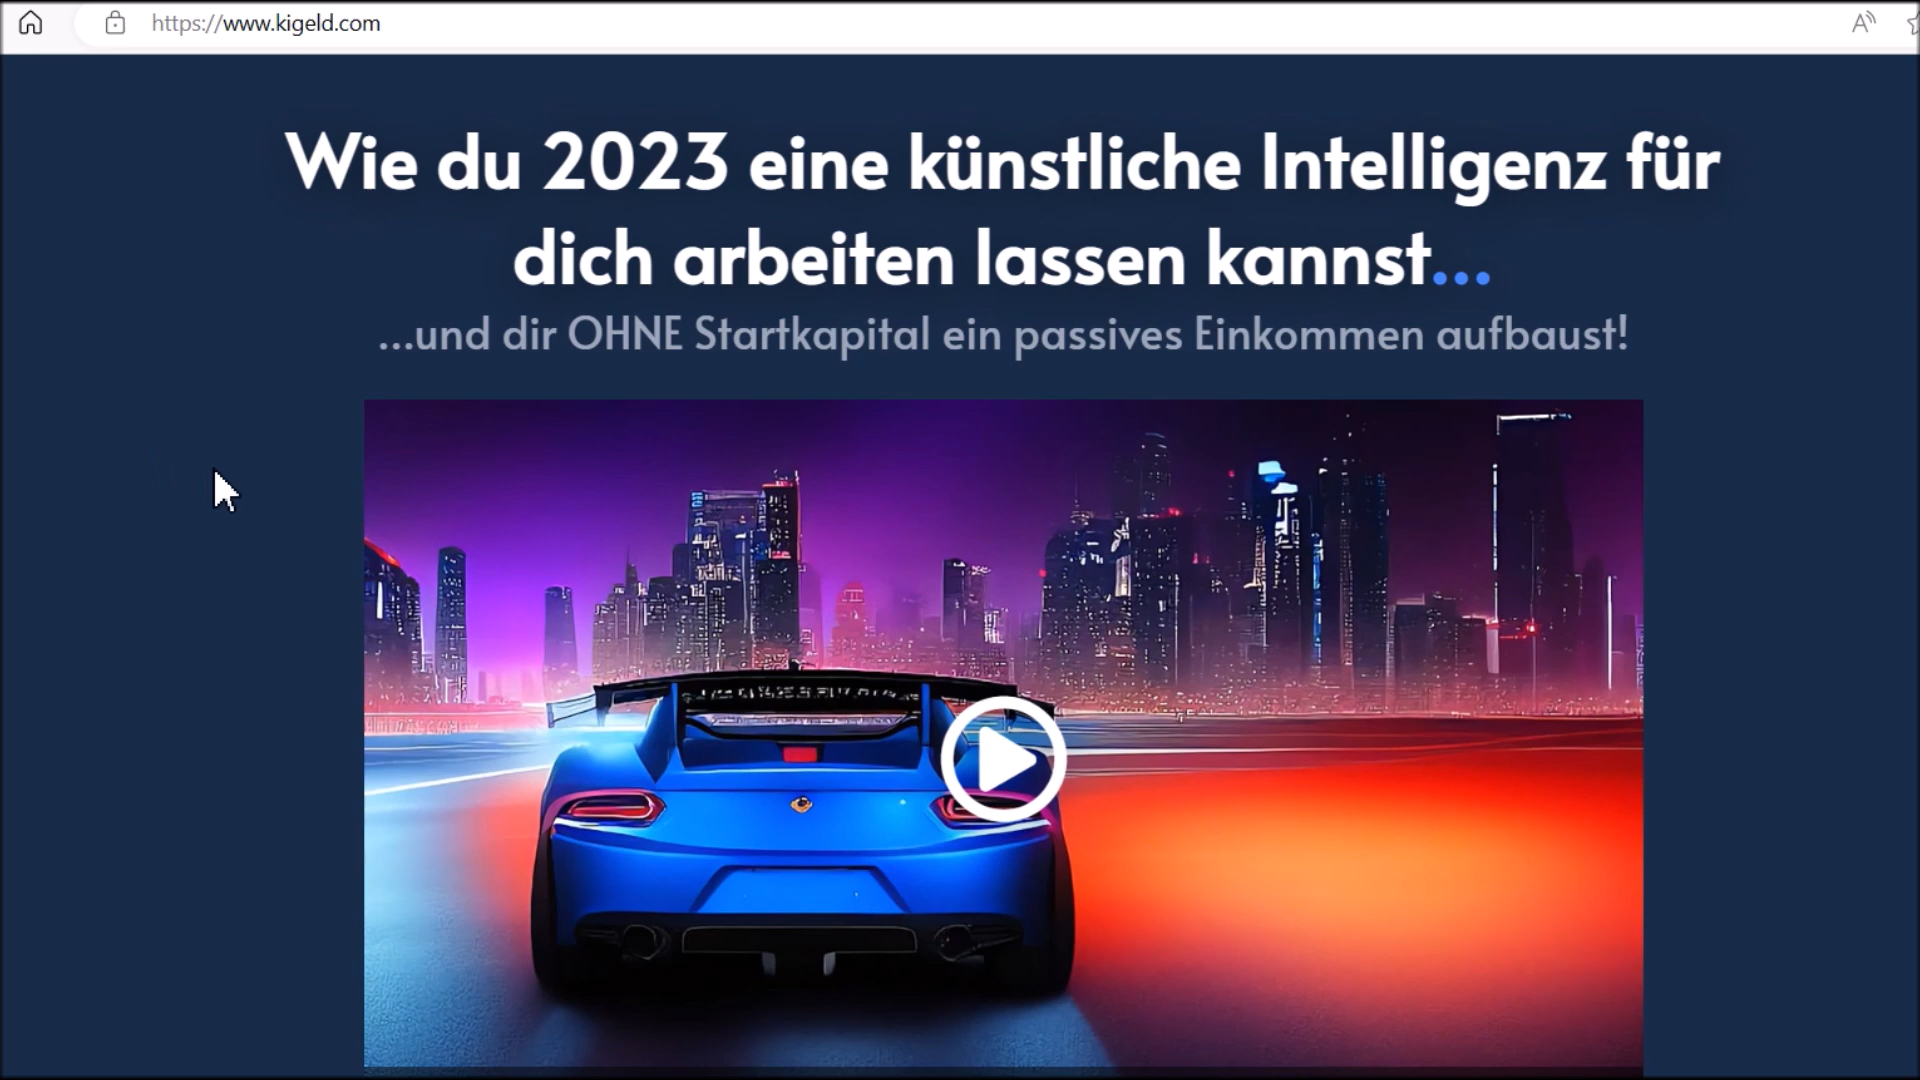 https://www.kigeld.com
Wie du 2023 eine künstliche Intelligenz für
dich arbeiten lassen kannst...
...und dir OHNE Startkapital ein passives Einkommen aufbaust!